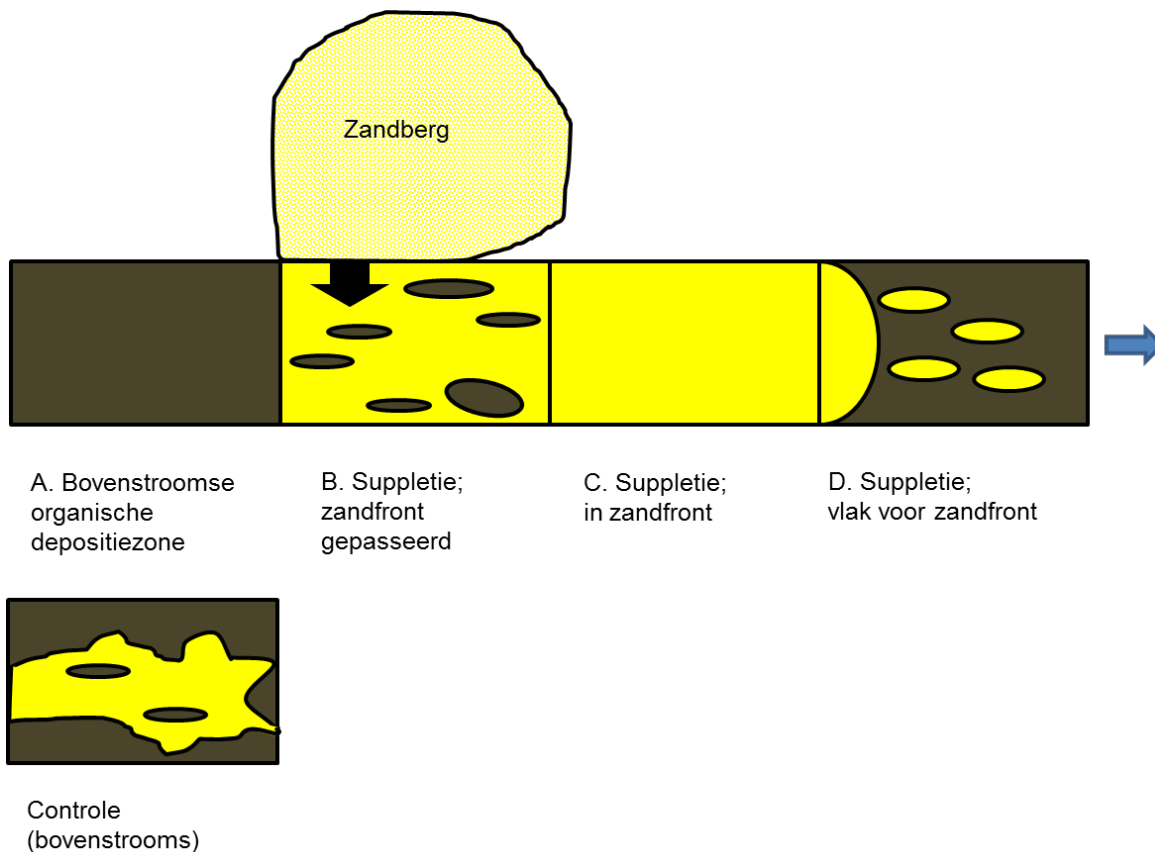 Zandberg
A. Bovenstroomse
organische
depositiezone
B. Suppletie;
zandfront
gepasseerd
C. Suppletie;
in zandfront
D. Suppletie;
vlak voor zandfront
Controle
(bovenstrooms)